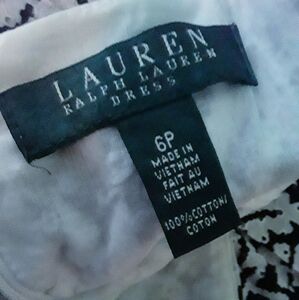 LAUREN
RALPH LAUREN
DRESS
6P
MADE IN
VIETNAM
FAIT AU
VIETNAM
100%COTTON/
COTON